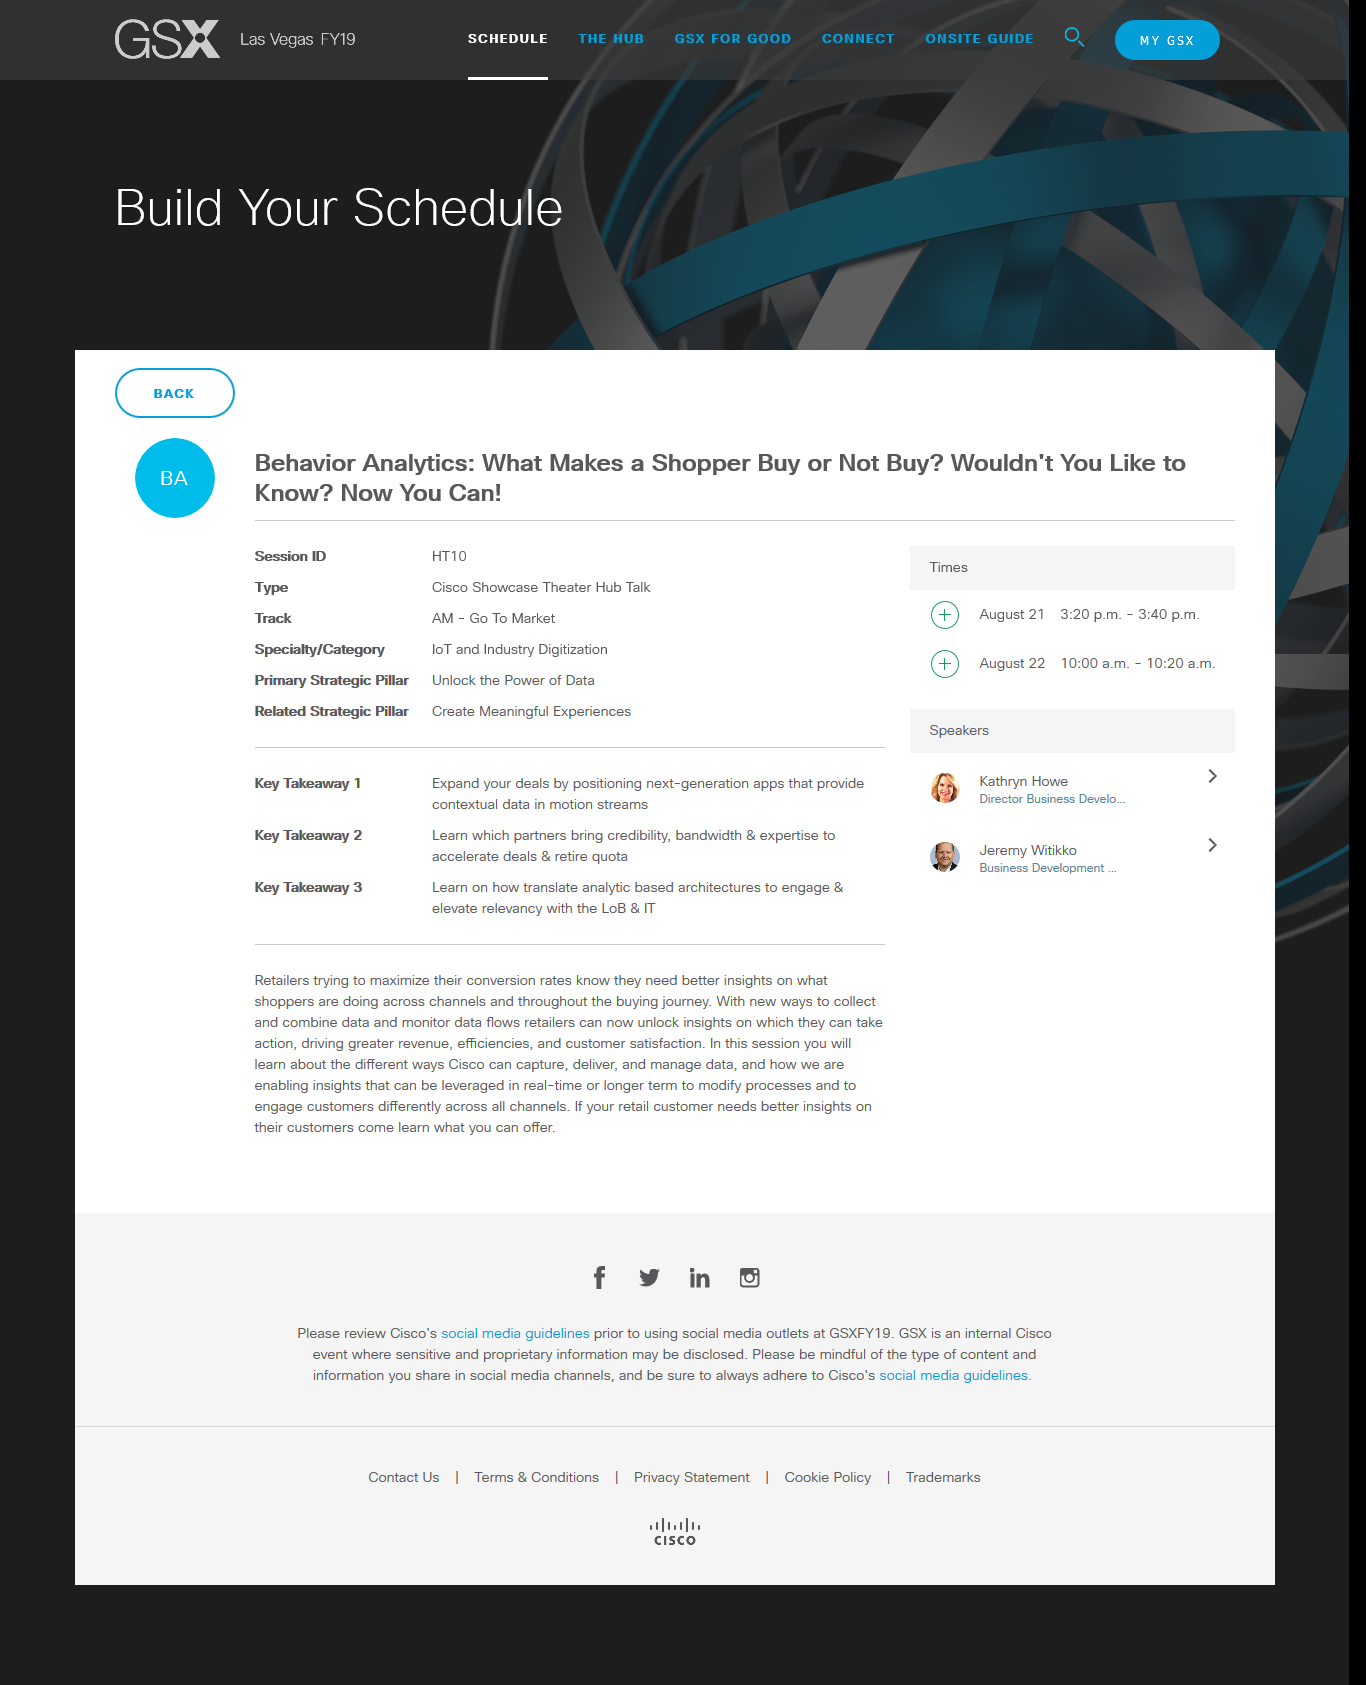 GSX Las Vegas FY19
SCHEDULE THE HUB GSX FOR GOOD CONNECT ONSITE GUIDE MY GSX
Build Your Schedule
BACK
BA
Behavior Analytics: What Makes a Shopper Buy or Not Buy? Wouldn't You Like to
Know? Now You Can!
Session ID HT10
Type Cisco Showcase Theater Hub Talk
Track AM - Go To Market
Specialty/Category IoT and Industry Digitization
Primary Strategic Pillar Unlock the Power of Data
Related Strategic Pillar Create Meaningful Experiences
Key Takeaway 1 Expand your deals by positioning next-generation apps that provide
contextual data in motion streams
Key Takeaway 2 Learn which partners bring credibility, bandwidth & expertise to
accelerate deals & retire quota
Key Takeaway 3 Learn on how translate analytic based architectures to engage &
elevate relevancy with the LoB & IT
Retailers trying to maximize their conversion rates know they need better insights on what
shoppers are doing across channels and throughout the buying journey. With new ways to collect
and combine data and monitor data flows retailers can now unlock insights on which they can take
action, driving greater revenue, efficiencies, and customer satisfaction. In this session you will
learn about the different ways Cisco can capture, deliver, and manage data, and how we are
enabling insights that can be leveraged in real-time or longer term to modify processes and to
engage customers differently across all channels. If your retail customer needs better insights on
their customers come learn what you can offer.
Times
August 21 3:20 p.m. - 3:40 p.m.
August 22 10:00 a.m. - 10:20 a.m.
Speakers
Kathryn Howe
Director Business Develo...
Jeremy Witikko
Business Development ...
Please review Cisco's social media guidelines prior to using social media outlets at GSXFY19. GSX is an internal Cisco
event where sensitive and proprietary information may be disclosed. Please be mindful of the type of content and
information you share in social media channels, and be sure to always adhere to Cisco's social media guidelines.
Contact Us | Terms & Conditions | Privacy Statement | Cookie Policy | Trademarks
CISCO